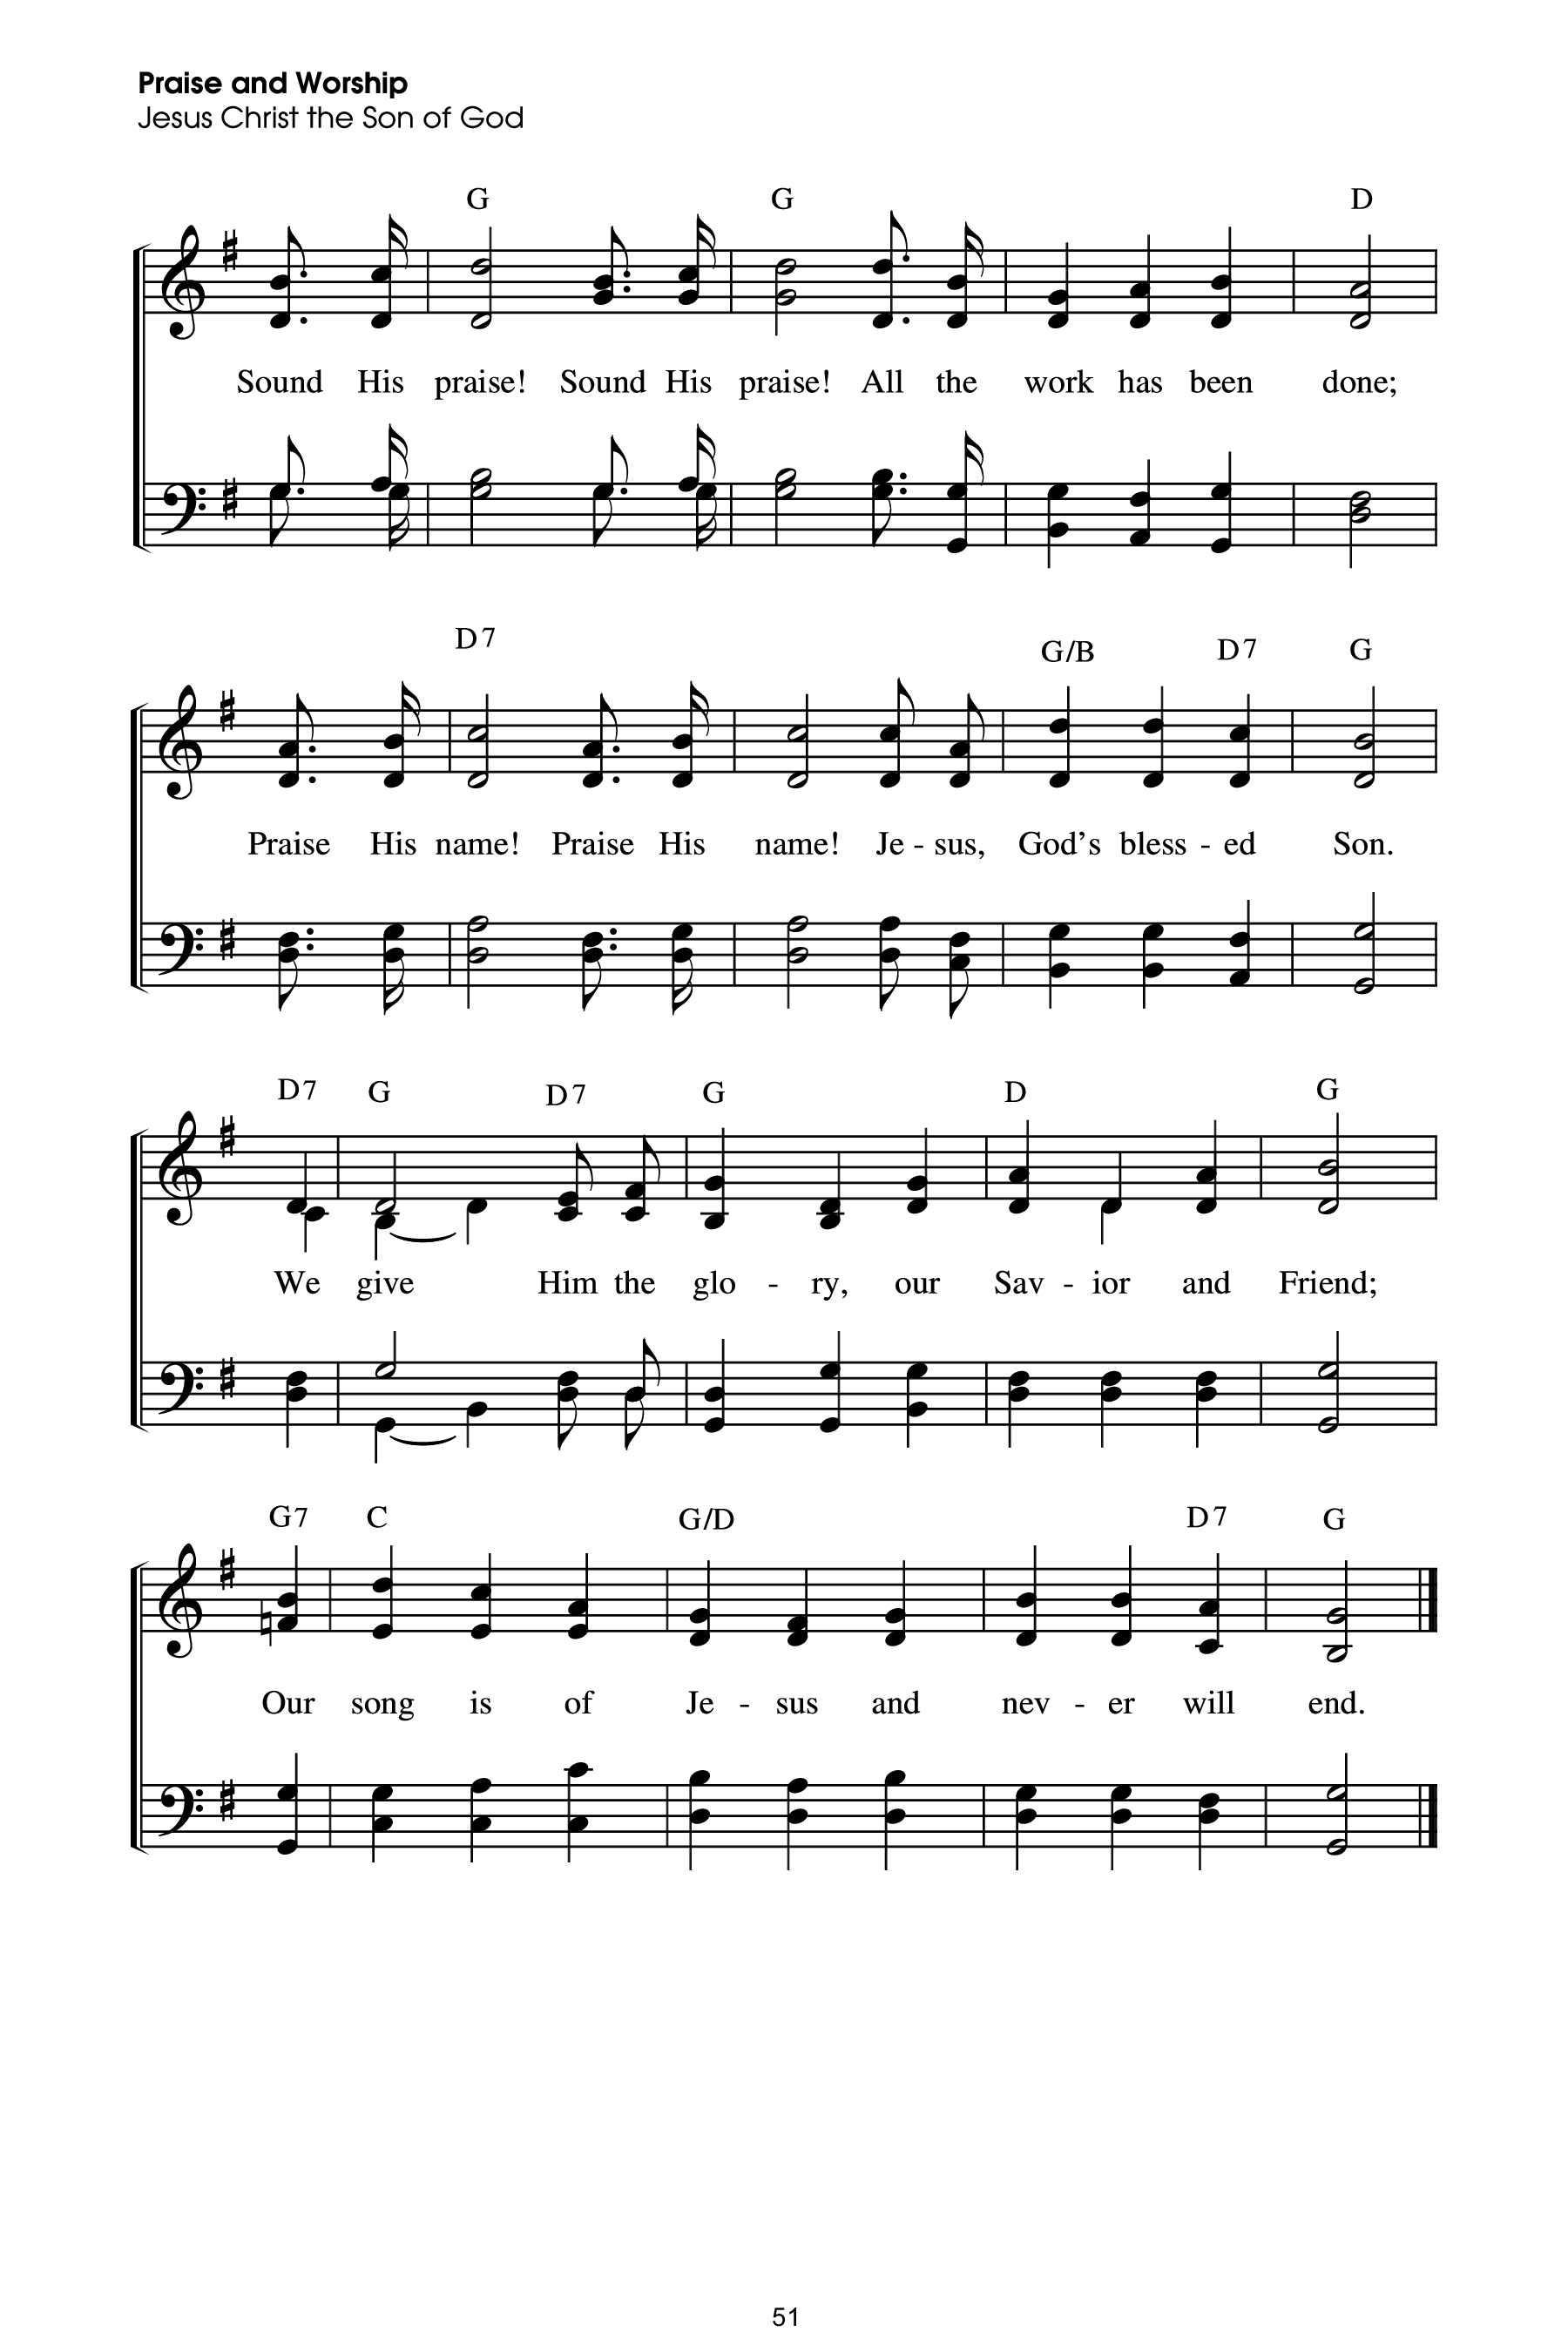 Praise and Worship
Jesus Christ the Son of God
G G D
Sound His praise! Sound His praise! All the work has been done;
D7 G/B D7 G
Praise His name! Praise His name! Je - sus, God's bless - ed Son.
D7 G D7 G D G
We give Him the glo - ry, our Sav - ior and Friend;
G7 C G/D D7 G
Our song is of Je - sus and nev - er will end.
51